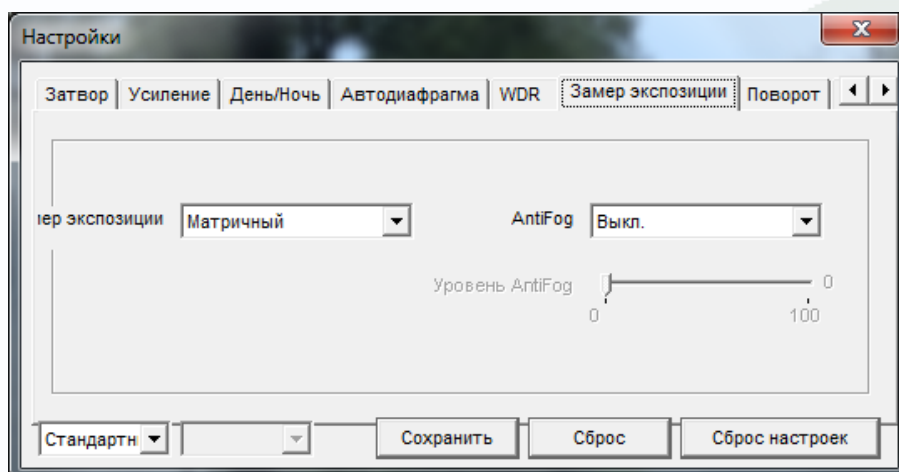 Настройки
Затвор Усиление День/Ночь Автодиафрагма WDR Замер экспозиции Поворот
мер экспозиции Матричный AntiFog Выкл.
Уровень AntiFog 0
0 100
Стандартн Сохранить Сброс Сброс настроек